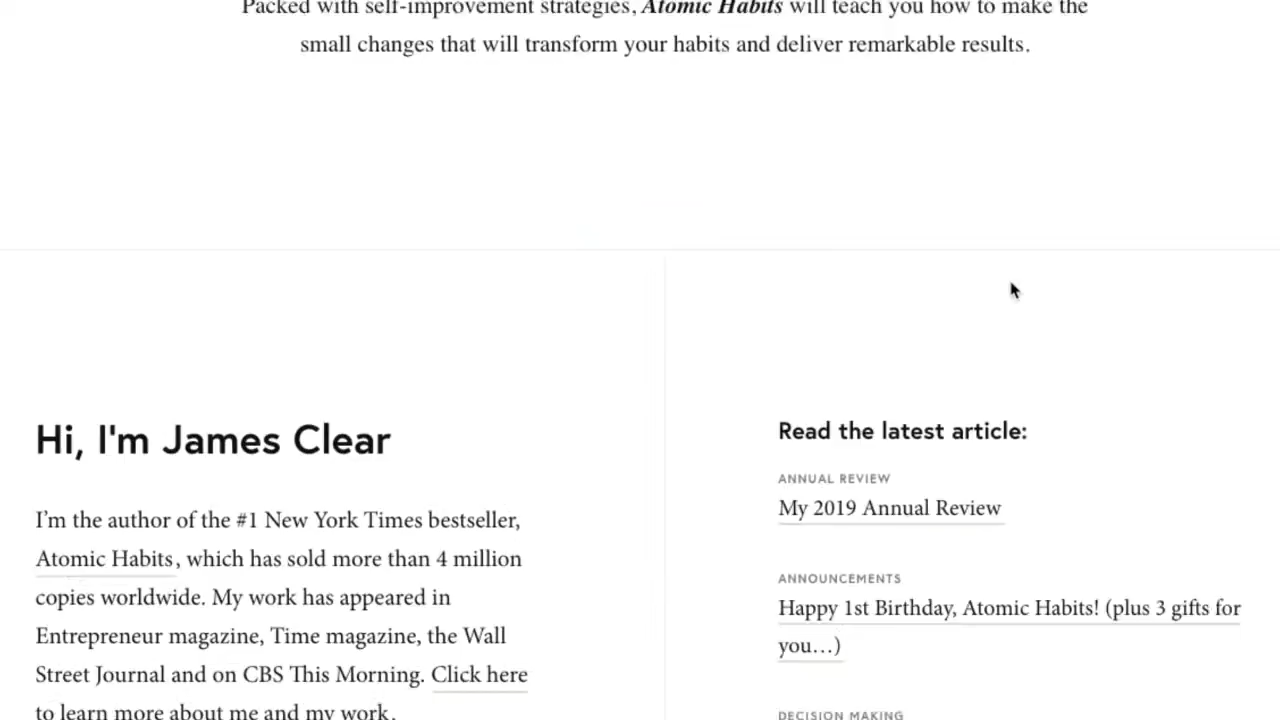 Packed with self-improvement strategies, Atomic Habits will teach you how to make the
small changes that will transform your habits and deliver remarkable results.
Hi, I'm James Clear
I’m the author of the #1 New York Times bestseller,
Atomic Habits, which has sold more than 4 million
copies worldwide. My work has appeared in
Entrepreneur magazine, Time magazine, the Wall
Street Journal and on CBS This Morning. Click here
to learn more about me and my work.
Read the latest article:
ANNUAL REVIEW
My 2019 Annual Review
ANNOUNCEMENTS
Happy 1st Birthday, Atomic Habits! (plus 3 gifts for
you…)
DECISION MAKING